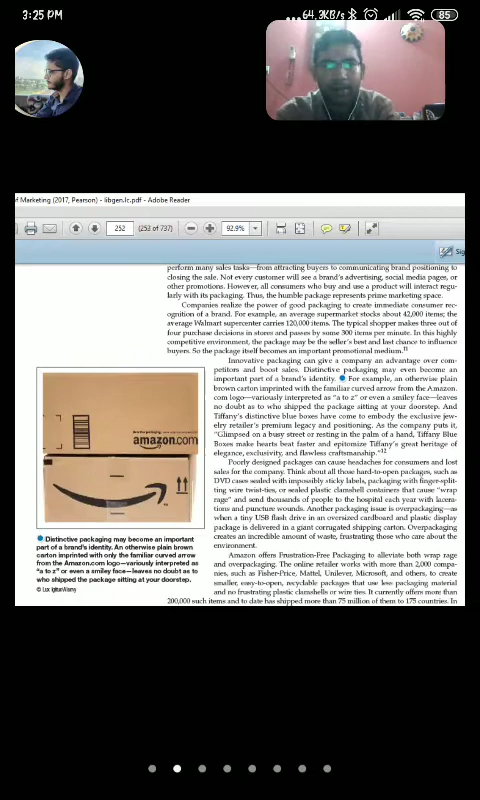 3:25 PM
64.3KB/s
85
of Marketing (2017, Pearson) - libgen.lc.pdf - Adobe Reader
252
(253 of 737)
92.9%
Sig
perform many sales tasks—from attracting buyers to communicating brand positioning to
closing the sale. Not every customer will see a brand's advertising, social media pages, or
other promotions. However, all consumers who buy and use a product will interact regu-
larly with its packaging. Thus, the humble package represents prime marketing space.
Companies realize the power of good packaging to create immediate consumer rec-
ognition of a brand. For example, an average supermarket stocks about 42,000 items; the
average Walmart supercenter carries 120,000 items. The typical shopper makes three out of
four purchase decisions in stores and passes by some 300 items per minute. In this highly
competitive environment, the package may be the seller's best and last chance to influence
buyers. So the package itself becomes an important promotional medium.11
Innovative packaging can give a company an advantage over com-
petitors and boost sales. Distinctive packaging may even become an
important part of a brand's identity. For example, an otherwise plain
brown carton imprinted with the familiar curved arrow from the Amazon.
com logo—variously interpreted as "a to z" or even a smiley face—leaves
no doubt as to who shipped the package sitting at your doorstep. And
Tiffany's distinctive blue boxes have come to embody the exclusive jew-
elry retailer's premium legacy and positioning. As the company puts it,
"Glimpsed on a busy street or resting in the palm of a hand, Tiffany Blue
Boxes make hearts beat faster and epitomize Tiffany's great heritage of
elegance, exclusivity, and flawless craftsmanship."12
Poorly designed packages can cause headaches for consumers and lost
sales for the company. Think about all those hard-to-open packages, such as
DVD cases sealed with impossibly sticky labels, packaging with finger-split-
ting wire twist-ties, or sealed plastic clamshell containers that cause "wrap
rage" and send thousands of people to the hospital each year with lacera-
tions and puncture wounds. Another packaging issue is overpackaging—as
when a tiny USB flash drive in an oversized cardboard and plastic display
package is delivered in a giant corrugated shipping carton. Overpackaging
creates an incredible amount of waste, frustrating those who care about the
environment.
Amazon offers Frustration-Free Packaging to alleviate both wrap rage
and overpackaging. The online retailer works with more than 2,000 compa-
nies, such as Fisher-Price, Mattel, Unilever, Microsoft, and others, to create
smaller, easy-to-open, recyclable packages that use less packaging material
and no frustrating plastic clamshells or wire ties. It currently offers more than
200,000 such items and to date has shipped more than 75 million of them to 175 countries. In
amazon.com
Distinctive packaging may become an important
part of a brand's identity. An otherwise plain brown
carton imprinted with only the familiar curved arrow
from the Amazon.com logo—variously interpreted as
"a to z" or even a smiley face—leaves no doubt as to
who shipped the package sitting at your doorstep.